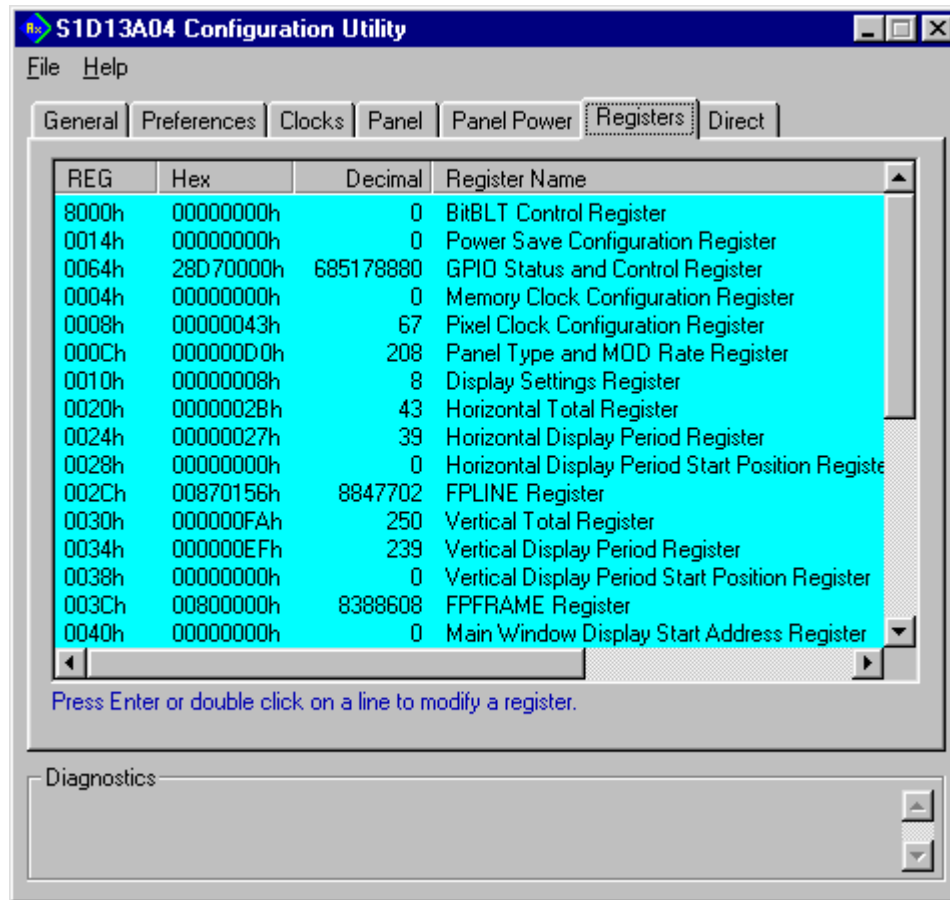 S1D13A04 Configuration Utility
File Help
General Preferences Clocks Panel Panel Power Registers Direct
REG Hex Decimal Register Name
8000h 00000000h 0 BitBLT Control Register
0014h 00000000h 0 Power Save Configuration Register
0064h 28D70000h 685178880 GPIO Status and Control Register
0004h 00000000h 0 Memory Clock Configuration Register
0008h 00000043h 67 Pixel Clock Configuration Register
000Ch 000000D0h 208 Panel Type and MOD Rate Register
0010h 00000008h 8 Display Settings Register
0020h 0000002Bh 43 Horizontal Total Register
0024h 00000027h 39 Horizontal Display Period Register
0028h 00000000h 0 Horizontal Display Period Start Position Registe
002Ch 00870156h 8847702 FPLINE Register
0030h 000000FAh 250 Vertical Total Register
0034h 000000EFh 239 Vertical Display Period Register
0038h 00000000h 0 Vertical Display Period Start Position Register
003Ch 00800000h 8388608 FPFRAME Register
0040h 00000000h 0 Main Window Display Start Address Register
Press Enter or double click on a line to modify a register.
Diagnostics